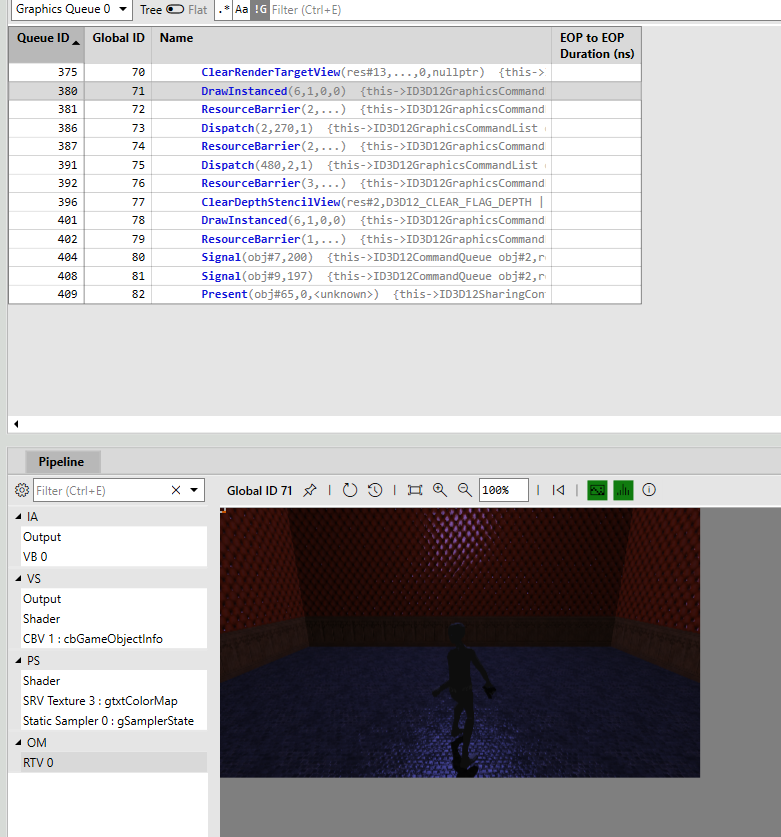 Graphics Queue 0 Tree Flat .* Aa !G Filter (Ctrl+E)
Queue ID Global ID Name EOP to EOP
Duration (ns)
375 70 ClearRenderTargetView(res#13,...,0,nullptr) {this->
380 71 DrawInstanced(6,1,0,0) {this->ID3D12GraphicsCommand
381 72 ResourceBarrier(2,...) {this->ID3D12GraphicsCommand
386 73 Dispatch(2,270,1) {this->ID3D12GraphicsCommandList
387 74 ResourceBarrier(2,...) {this->ID3D12GraphicsCommand
391 75 Dispatch(480,2,1) {this->ID3D12GraphicsCommandList
392 76 ResourceBarrier(3,...) {this->ID3D12GraphicsCommand
396 77 ClearDepthStencilView(res#2,D3D12_CLEAR_FLAG_DEPTH |
401 78 DrawInstanced(6,1,0,0) {this->ID3D12GraphicsCommand
402 79 ResourceBarrier(1,...) {this->ID3D12GraphicsCommand
404 80 Signal(obj#7,200) {this->ID3D12CommandQueue obj#2,r
408 81 Signal(obj#9,197) {this->ID3D12CommandQueue obj#2,r
409 82 Present(obj#65,0,<unknown>) {this->ID3D12SharingCon
Pipeline
Filter (Ctrl+E) Global ID 71 100%
IA
Output
VB 0
VS
Output
Shader
CBV 1 : cbGameObjectInfo
PS
Shader
SRV Texture 3 : gtxtColorMap
Static Sampler 0 : gSamplerState
OM
RTV 0